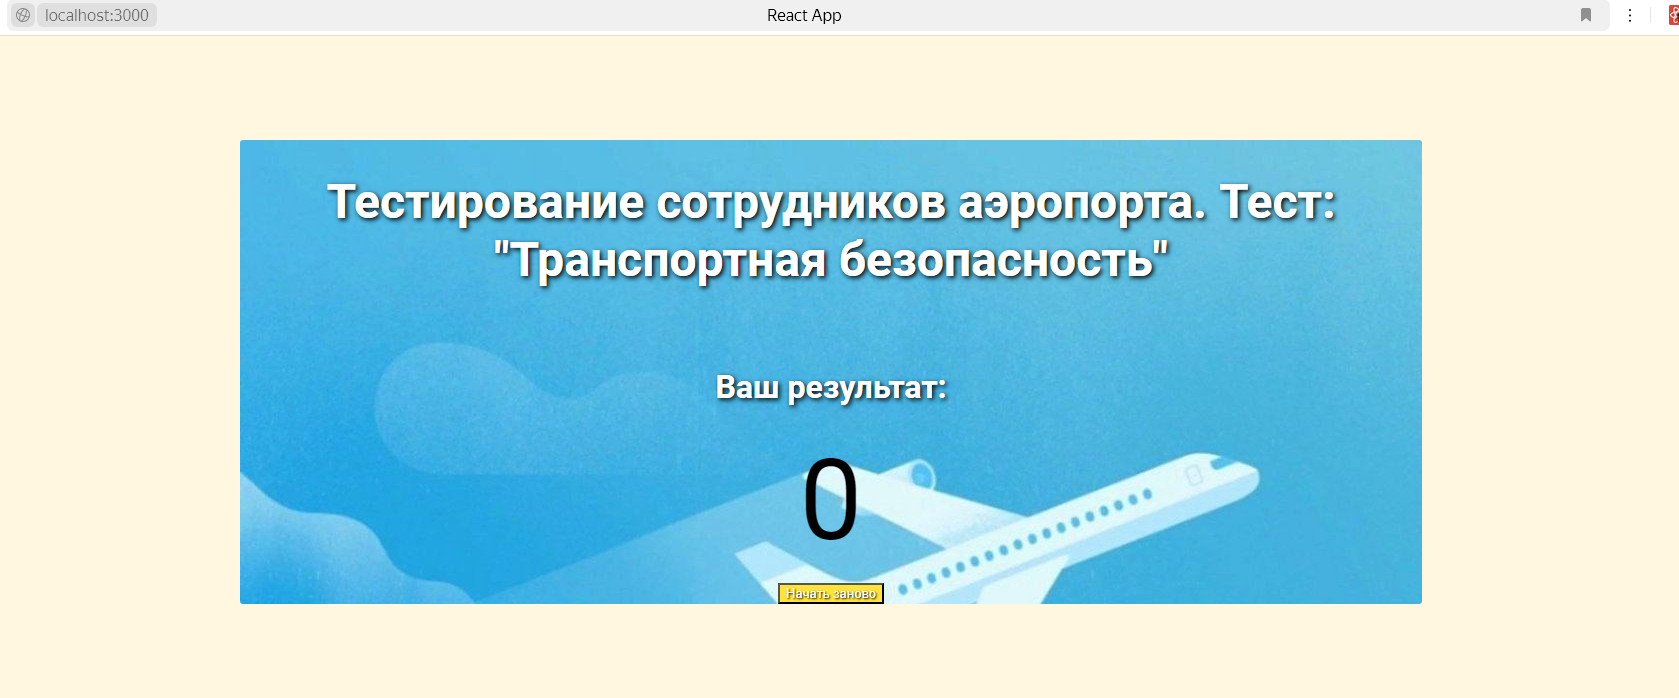 localhost:3000
React App
Тестирование сотрудников аэропорта. Тест:
"Транспортная безопасность"
Ваш результат:
0
Начать заново